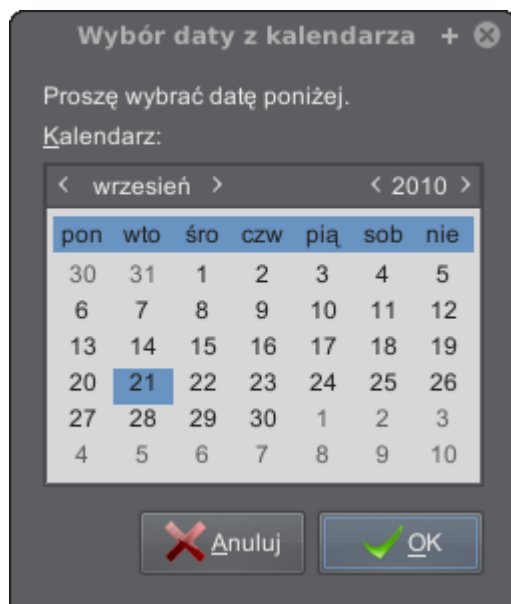 Wybór daty z kalendarza
Proszę wybrać datę poniżej.
Kalendarz:
< wrzesień > < 2010 >
pon wto śro czw pią sob nie
30 31 1 2 3 4 5
6 7 8 9 10 11 12
13 14 15 16 17 18 19
20 21 22 23 24 25 26
27 28 29 30 1 2 3
4 5 6 7 8 9 10
Anuluj OK